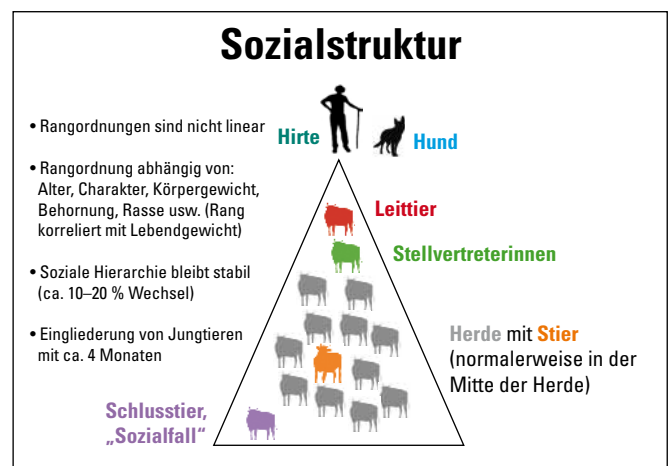 Sozialstruktur
• Rangordnungen sind nicht linear
• Rangordnung abhängig von:
Alter, Charakter, Körpergewicht,
Behornung, Rasse usw. (Rang
korreliert mit Lebendgewicht)
• Soziale Hierarchie bleibt stabil
(ca. 10–20 % Wechsel)
• Eingliederung von Jungtieren
mit ca. 4 Monaten
Hirte
Hund
Leittier
Stellvertreterinnen
Herde mit Stier
(normalerweise in der
Mitte der Herde)
Schlusstier,
„Sozialfall"